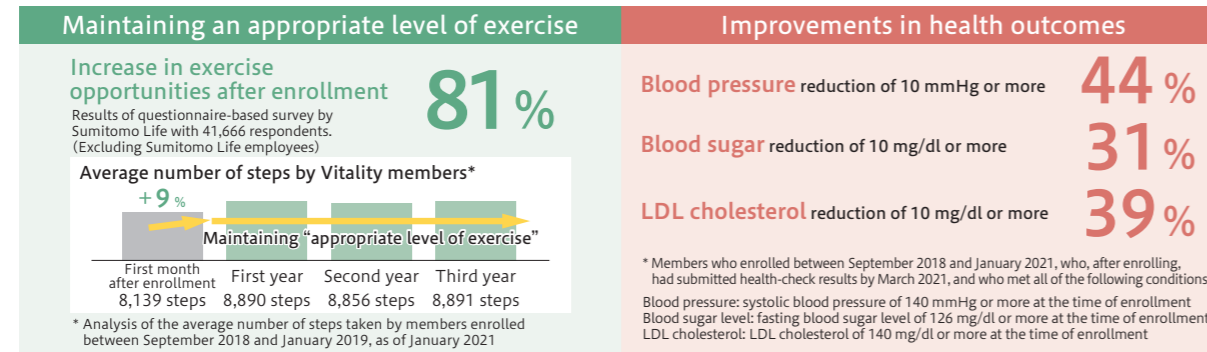 Maintaining an appropriate level of exercise
Increase in exercise
opportunities after enrollment
81%
Results of questionnaire-based survey by
Sumitomo Life with 41,666 respondents.
(Excluding Sumitomo Life employees)
Average number of steps by Vitality members*
+9 %
Maintaining “appropriate level of exercise”
First month
after enrollment
8,139 steps
First year
8,890 steps
Second year
8,856 steps
Third year
8,891 steps
* Analysis of the average number of steps taken by members enrolled
between September 2018 and January 2019, as of January 2021
Improvements in health outcomes
Blood pressure reduction of 10 mmHg or more 44 %
Blood sugar reduction of 10 mg/dl or more 31 %
LDL cholesterol reduction of 10 mg/dl or more 39 %
* Members who enrolled between September 2018 and January 2021, who, after enrolling,
had submitted health-check results by March 2021, and who met all of the following conditions
Blood pressure: systolic blood pressure of 140 mmHg or more at the time of enrollment
Blood sugar level: fasting blood sugar level of 126 mg/dl or more at the time of enrollment
LDL cholesterol: LDL cholesterol of 140 mg/dl or more at the time of enrollment